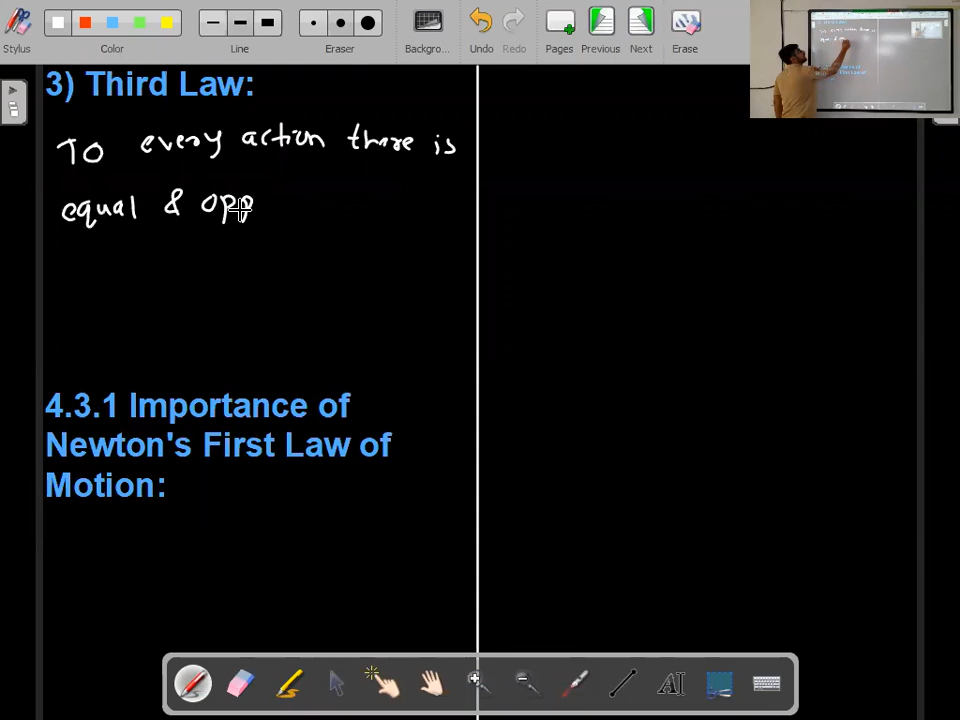 Stylus Color Line Eraser Backgro... Undo Redo Pages Previous Next Erase
3) Third Law:
To every action there is
equal & opp
4.3.1 Importance of
Newton's First Law of
Motion: